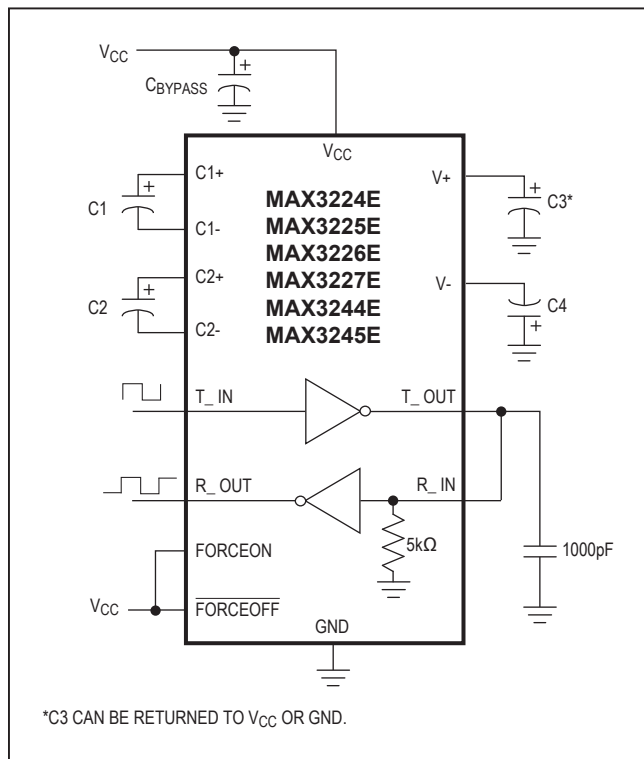 VCC
CBYPASS
VCC
C1+
V+
C1
C3*
C1-
C2+
V-
C2
C4
C2-
MAX3224E
MAX3225E
MAX3226E
MAX3227E
MAX3244E
MAX3245E
T_ IN
T_ OUT
R_ OUT
R_ IN
5kΩ
1000pF
FORCEON
VCC
FORCEOFF
GND
*C3 CAN BE RETURNED TO VCC OR GND.